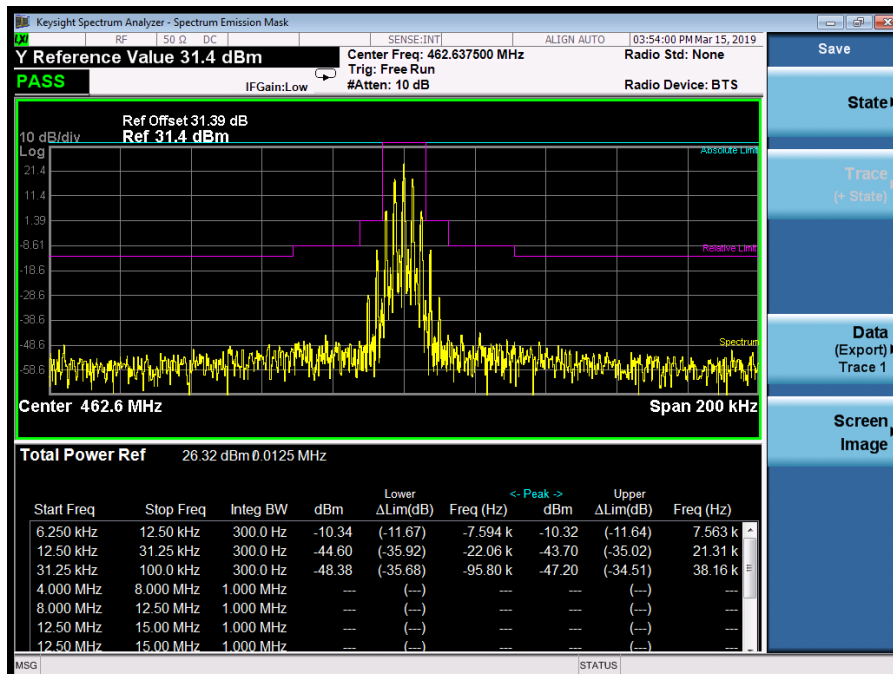 Keysight Spectrum Analyzer - Spectrum Emission Mask
LXI RF 50 Ω DC SENSE:INT ALIGN AUTO 03:54:00 PM Mar 15, 2019
Y Reference Value 31.4 dBm
Center Freq: 462.637500 MHz
Radio Std: None
Trig: Free Run
PASS
IFGain:Low
#Atten: 10 dB
Radio Device: BTS
Ref Offset 31.39 dB
10 dB/div
Ref 31.4 dBm
Log
Absolute Limit
21.4
11.4
1.39
-8.61
Relative Limit
-18.6
-28.6
-38.6
-48.6
Spectrum
-58.6
Center 462.6 MHz
Span 200 kHz
Total Power Ref 26.32 dBm / 0.0125 MHz
Lower <- Peak -> Upper
Start Freq Stop Freq Integ BW dBm ΔLim(dB) Freq (Hz) dBm ΔLim(dB) Freq (Hz)
6.250 kHz 12.50 kHz 300.0 Hz -10.34 (-11.67) -7.594 k -10.32 (-11.64) 7.563 k
12.50 kHz 31.25 kHz 300.0 Hz -44.60 (-35.92) -22.06 k -43.70 (-35.02) 21.31 k
31.25 kHz 100.0 kHz 300.0 Hz -48.38 (-35.68) -95.80 k -47.20 (-34.51) 38.16 k
4.000 MHz 8.000 MHz 1.000 MHz --- (---) --- --- (---) ---
8.000 MHz 12.50 MHz 1.000 MHz --- (---) --- --- (---) ---
12.50 MHz 15.00 MHz 1.000 MHz --- (---) --- --- (---) ---
12.50 MHz 15.00 MHz 1.000 MHz --- (---) --- --- (---) ---
MSG STATUS
Save
State
Trace
(+ State)
Data
(Export)
Trace 1
Screen
Image